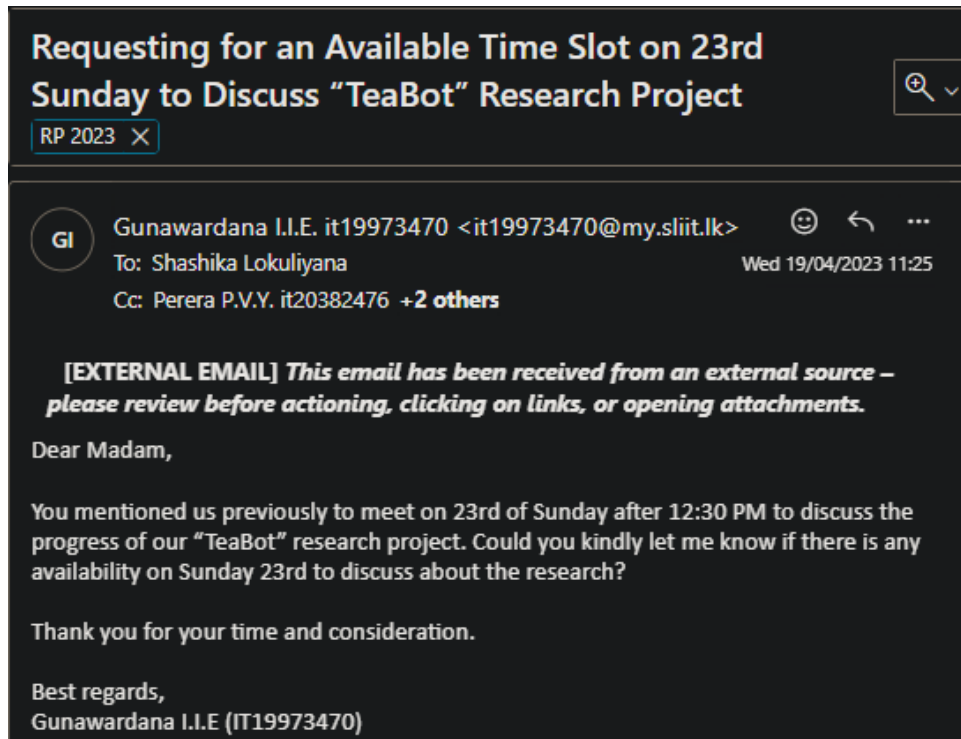 Requesting for an Available Time Slot on 23rd
Sunday to Discuss “TeaBot” Research Project
RP 2023
GI
Gunawardana I.I.E. it19973470 <it19973470@my.sliit.lk>
To: Shashika Lokuliyana
Wed 19/04/2023 11:25
Cc: Perera P.V.Y. it20382476 +2 others
[EXTERNAL EMAIL] This email has been received from an external source –
please review before actioning, clicking on links, or opening attachments.
Dear Madam,
You mentioned us previously to meet on 23rd of Sunday after 12:30 PM to discuss the
progress of our “TeaBot” research project. Could you kindly let me know if there is any
availability on Sunday 23rd to discuss about the research?
Thank you for your time and consideration.
Best regards,
Gunawardana I.I.E (IT19973470)